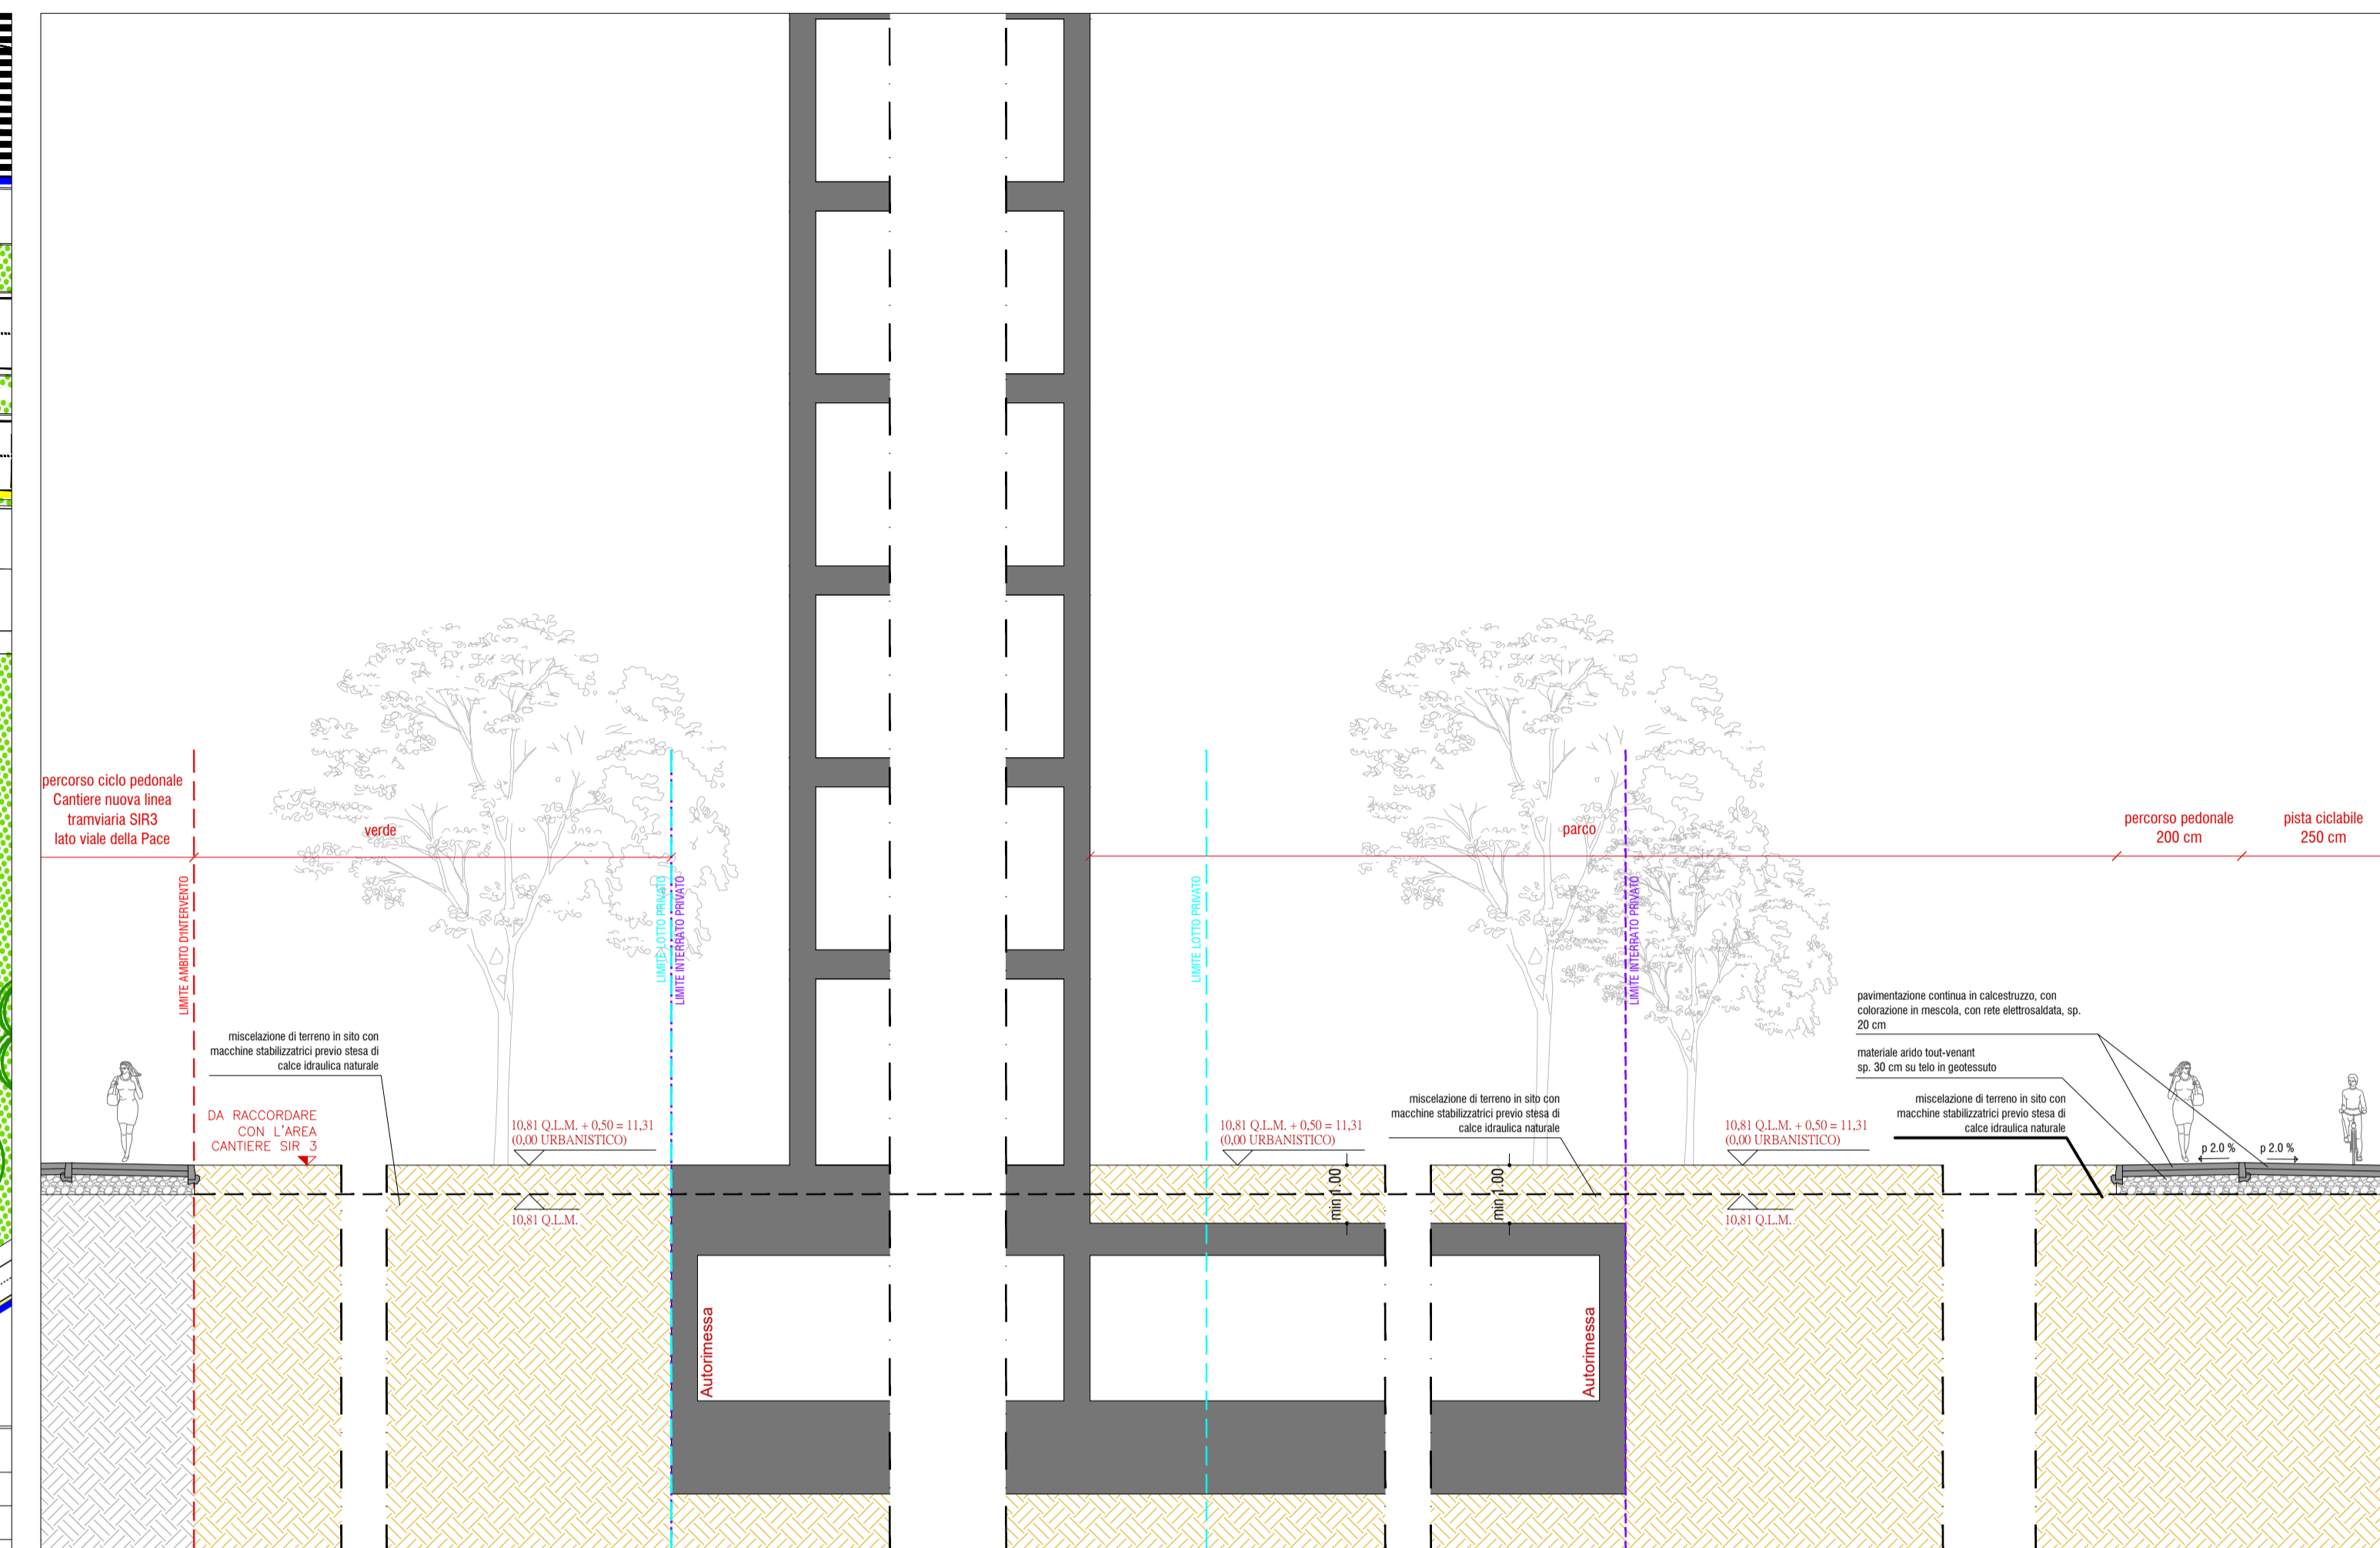 percorso ciclo pedonale
Cantiere nuova linea
tramviaria SIR3
lato viale della Pace
verde
parco
percorso pedonale
200 cm
pista ciclabile
250 cm
LIMITE AMBITO D'INTERVENTO
LIMITE LOTTO PRIVATO
LIMITE INTERRATO PRIVATO
LIMITE LOTTO PRIVATO
LIMITE INTERRATO PRIVATO
miscelazione di terreno in sito con
macchine stabilizzatrici previo stesa di
calce idraulica naturale
DA RACCORDARE
CON L'AREA
CANTIERE SIR 3
10,81 Q.L.M. + 0,50 = 11,31
(0,00 URBANISTICO)
10,81 Q.L.M.
10,81 Q.L.M. + 0,50 = 11,31
(0,00 URBANISTICO)
min 1.00
miscelazione di terreno in sito con
macchine stabilizzatrici previo stesa di
calce idraulica naturale
min 1.00
10,81 Q.L.M. + 0,50 = 11,31
(0,00 URBANISTICO)
10,81 Q.L.M.
pavimentazione continua in calcestruzzo, con
colorazione in mescola, con rete elettrosaldata, sp.
20 cm
materiale arido tout-venant
sp. 30 cm su telo in geotessuto
miscelazione di terreno in sito con
macchine stabilizzatrici previo stesa di
calce idraulica naturale
p 2.0 %
p 2.0 %
Autorimessa
Autorimessa